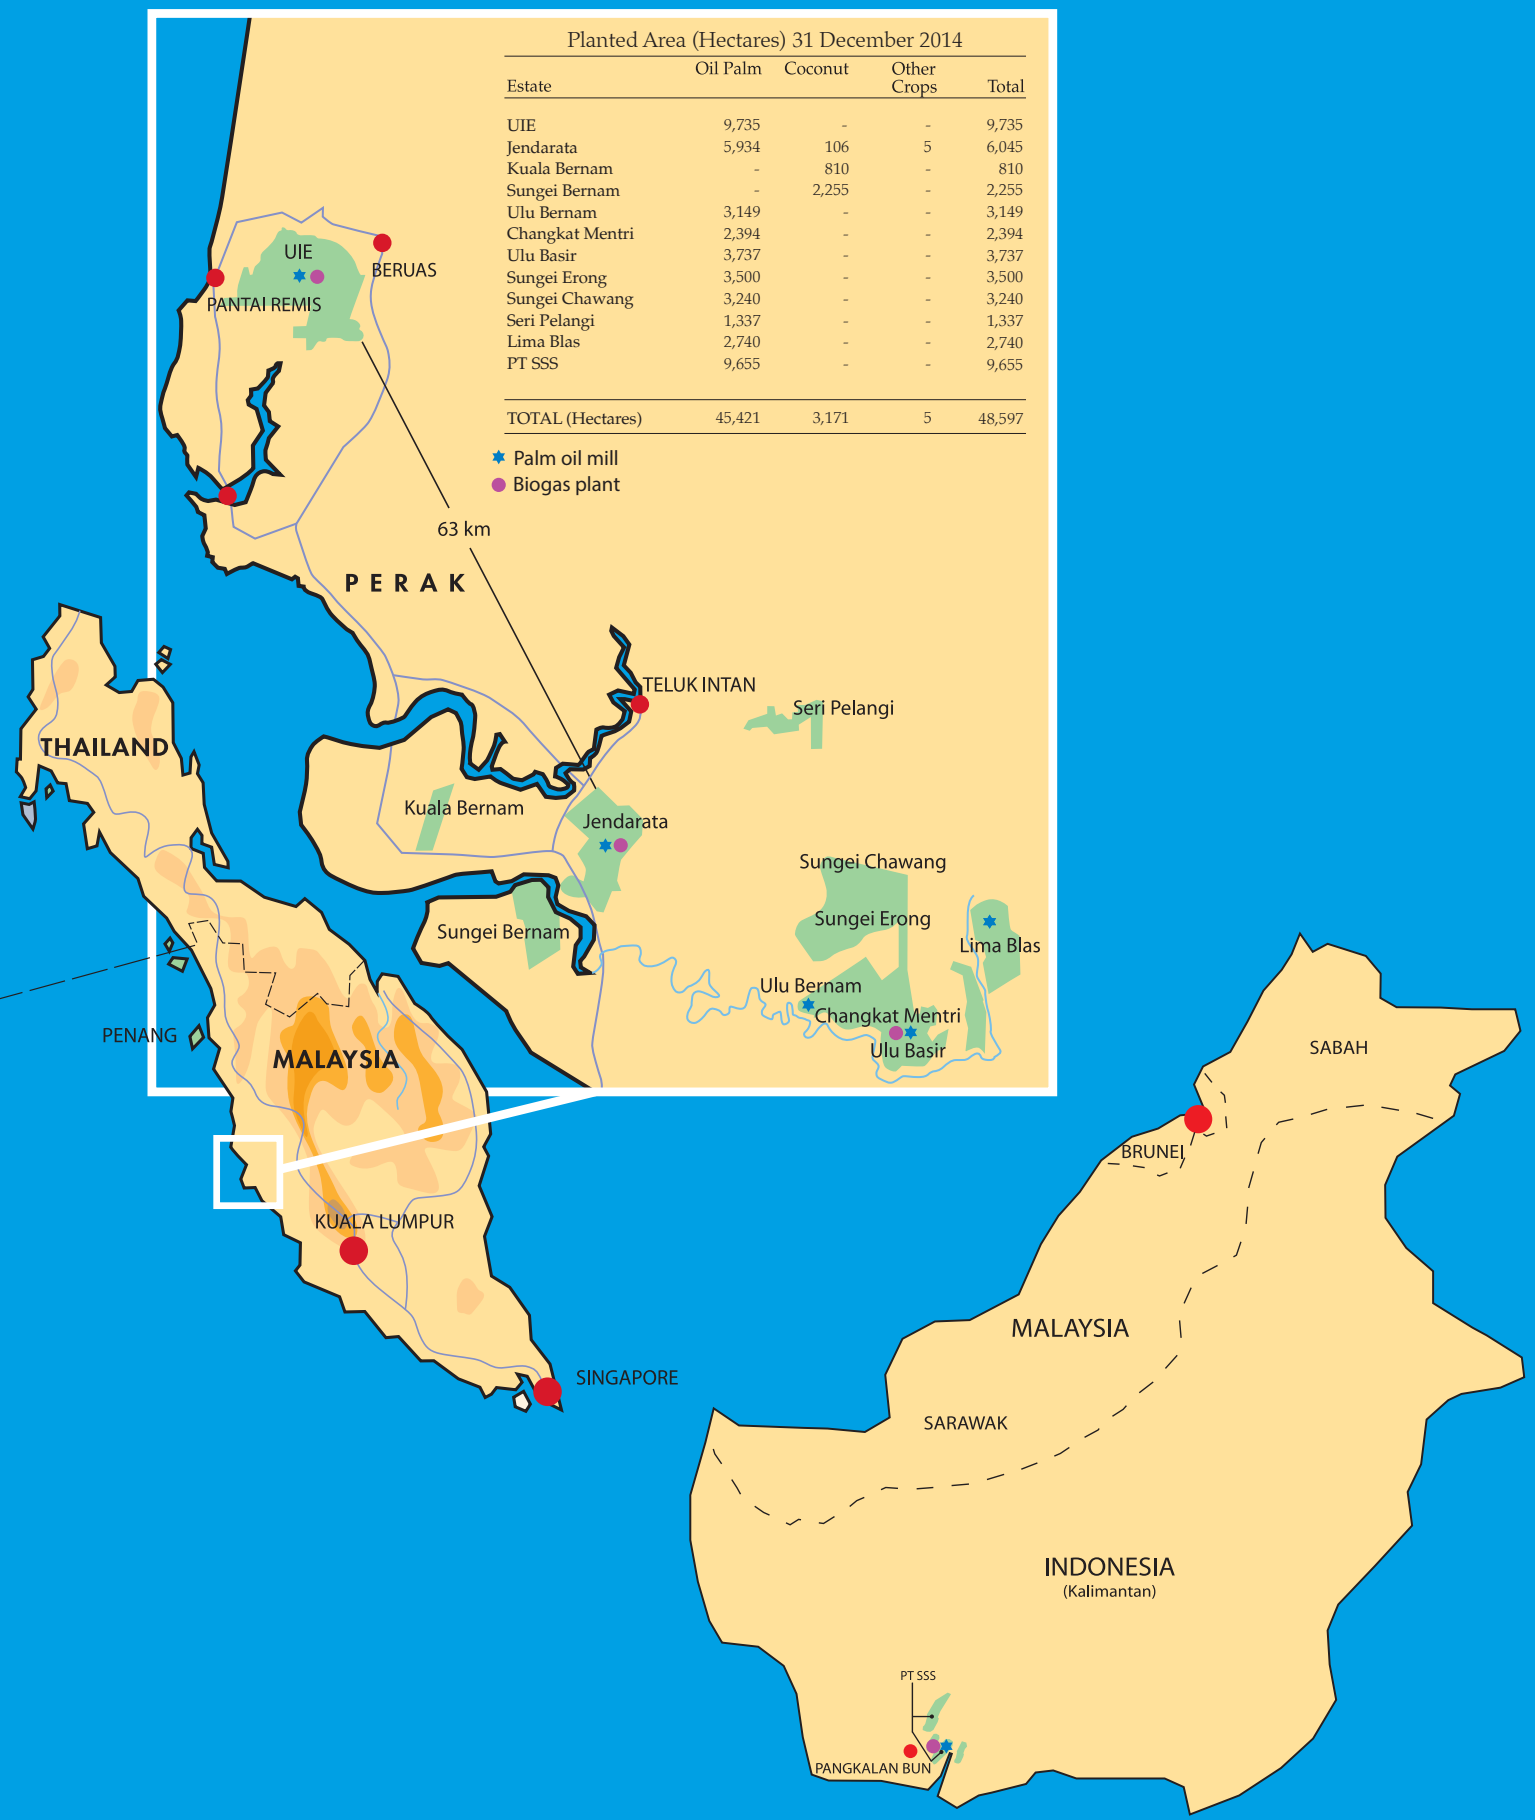 Planted Area (Hectares) 31 December 2014
Estate Oil Palm Coconut Other Crops Total
UIE 9,735 - - 9,735
Jendarata 5,934 106 5 6,045
Kuala Bernam - 810 - 810
Sungei Bernam - 2,255 - 2,255
Ulu Bernam 3,149 - - 3,149
Changkat Mentri 2,394 - - 2,394
Ulu Basir 3,737 - - 3,737
Sungei Erong 3,500 - - 3,500
Sungei Chawang 3,240 - - 3,240
Seri Pelangi 1,337 - - 1,337
Lima Blas 2,740 - - 2,740
PT SSS 9,655 - - 9,655
TOTAL (Hectares) 45,421 3,171 5 48,597
Palm oil mill
Biogas plant
UIE
BERUAS
PANTAI REMIS
63 km
PERAK
TELUK INTAN
Seri Pelangi
Kuala Bernam
Jendarata
Sungei Chawang
Sungei Erong
Sungei Bernam
Lima Blas
Ulu Bernam
Changkat Mentri
Ulu Basir
THAILAND
PENANG
MALAYSIA
KUALA LUMPUR
SINGAPORE
SABAH
BRUNEI
MALAYSIA
SARAWAK
INDONESIA
(Kalimantan)
PT SSS
PANGKALAN BUN